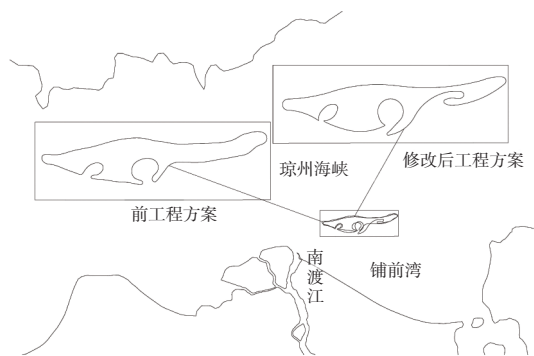 琼州海峡
修改后工程方案
前工程方案
南渡江
铺前湾